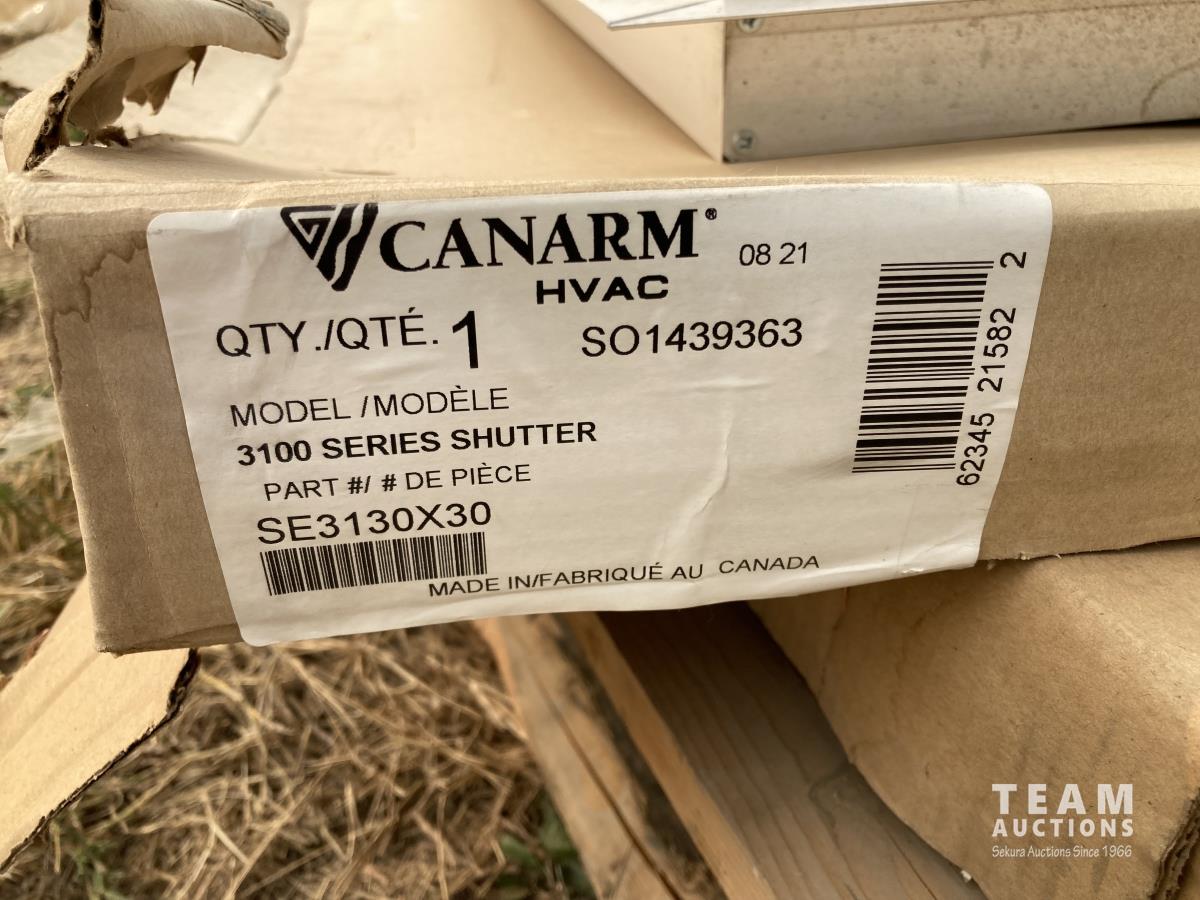 CANARM® 08 21
HVAC
QTY./QTÉ. 1 SO1439363
MODEL /MODÈLE
3100 SERIES SHUTTER
PART #/ # DE PIÈCE
SE3130X30
MADE IN/FABRIQUÉ AU CANADA
62345 21582 2
TEAM
AUCTIONS
Sekura Auctions Since 1966